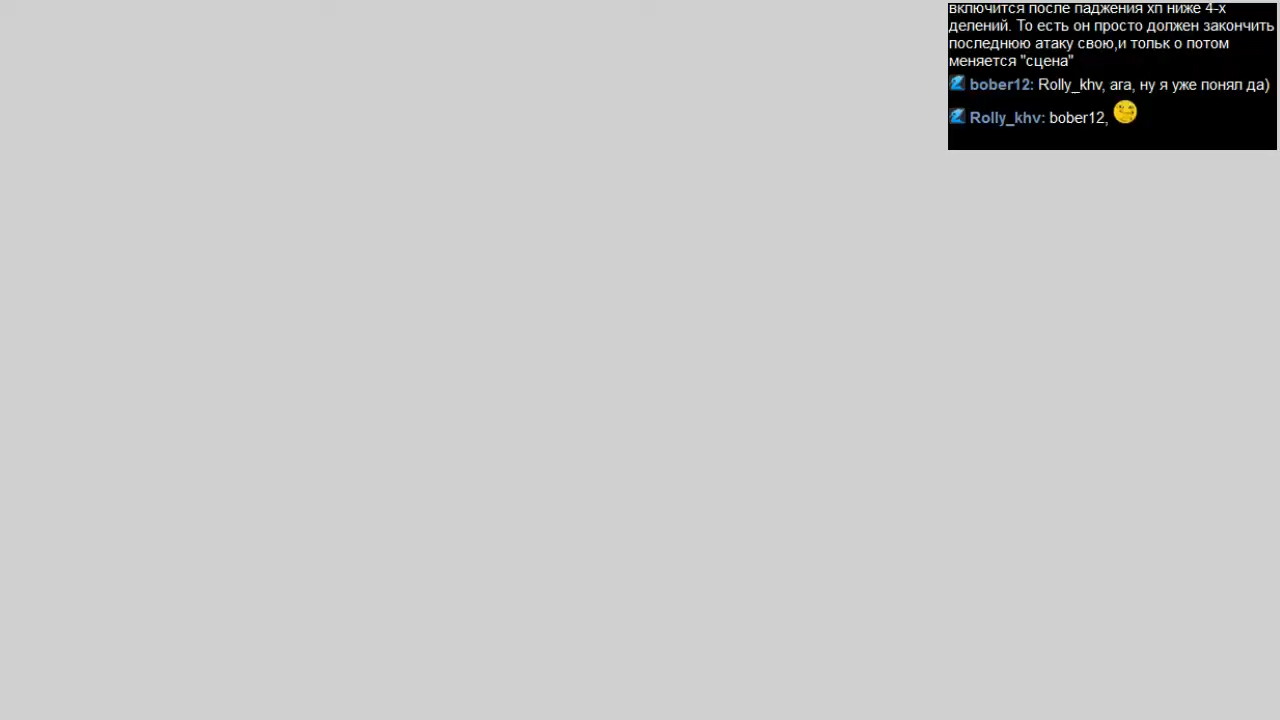 включится после паджения хп ниже 4-х
делений. То есть он просто должен закончить
последнюю атаку свою,и тольк о потом
меняется "сцена"
bober12: Rolly_khv, ага, ну я уже понял да)
Rolly_khv: bober12,